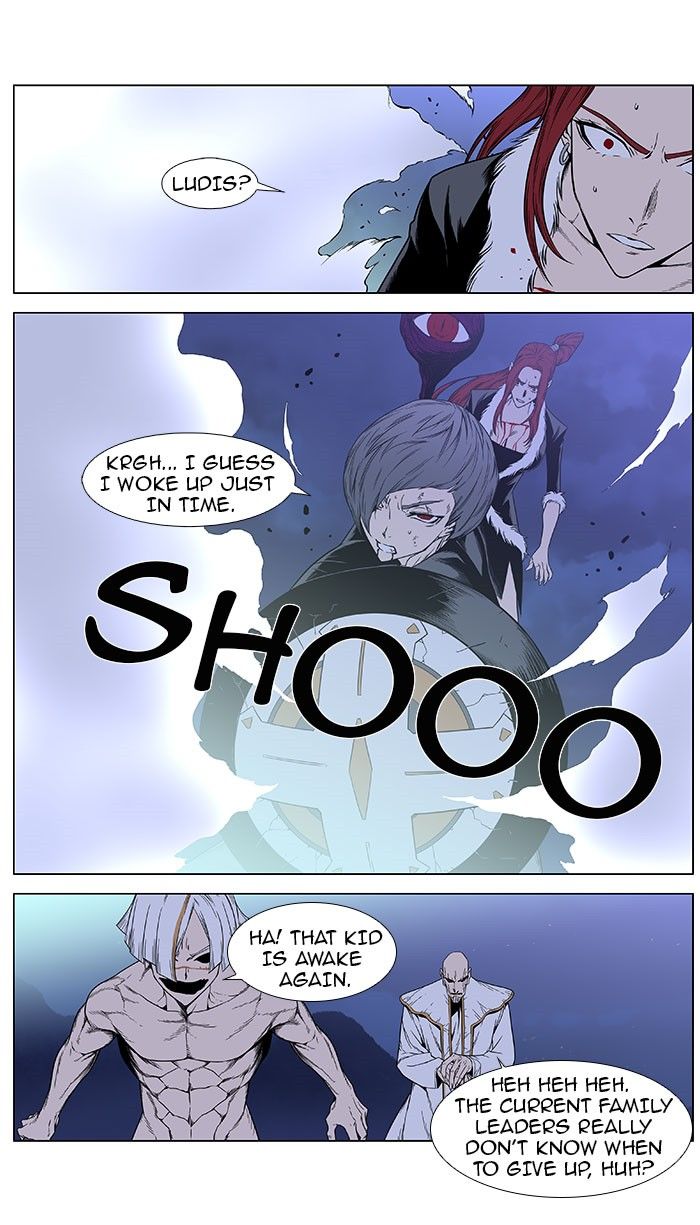 LUDIS?
KRGH... I GUESS
I WOKE UP JUST
IN TIME.
SHOOO
HA! THAT KID
IS AWAKE
AGAIN.
HEH HEH HEH.
THE CURRENT FAMILY
LEADERS REALLY
DON'T KNOW WHEN
TO GIVE UP, HUH?